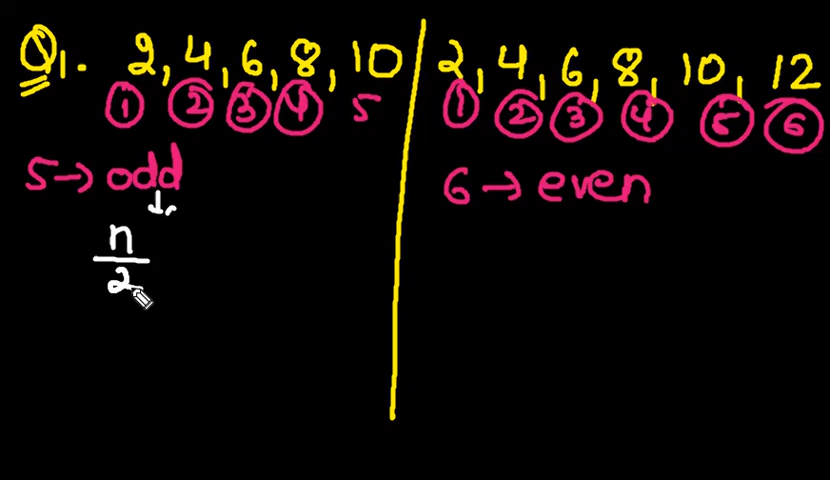 Q1. 2, 4, 6, 8, 10
1 2 3 4 5
5 → odd
↓
n
2
2, 4, 6, 8, 10, 12
1 2 3 4 5 6
6 → even